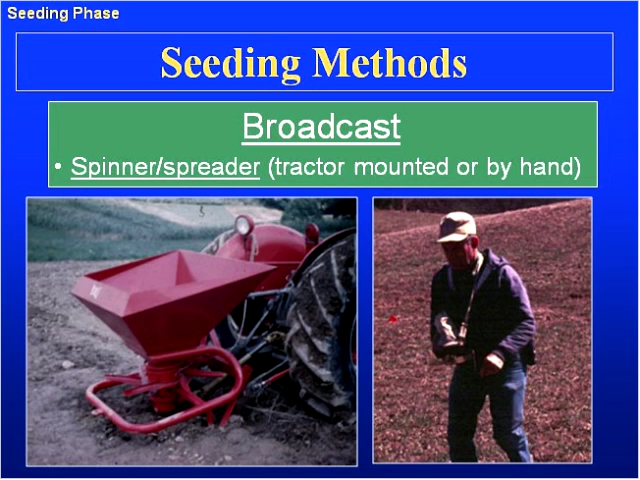 Seeding Phase
Seeding Methods
Broadcast
• Spinner/spreader (tractor mounted or by hand)